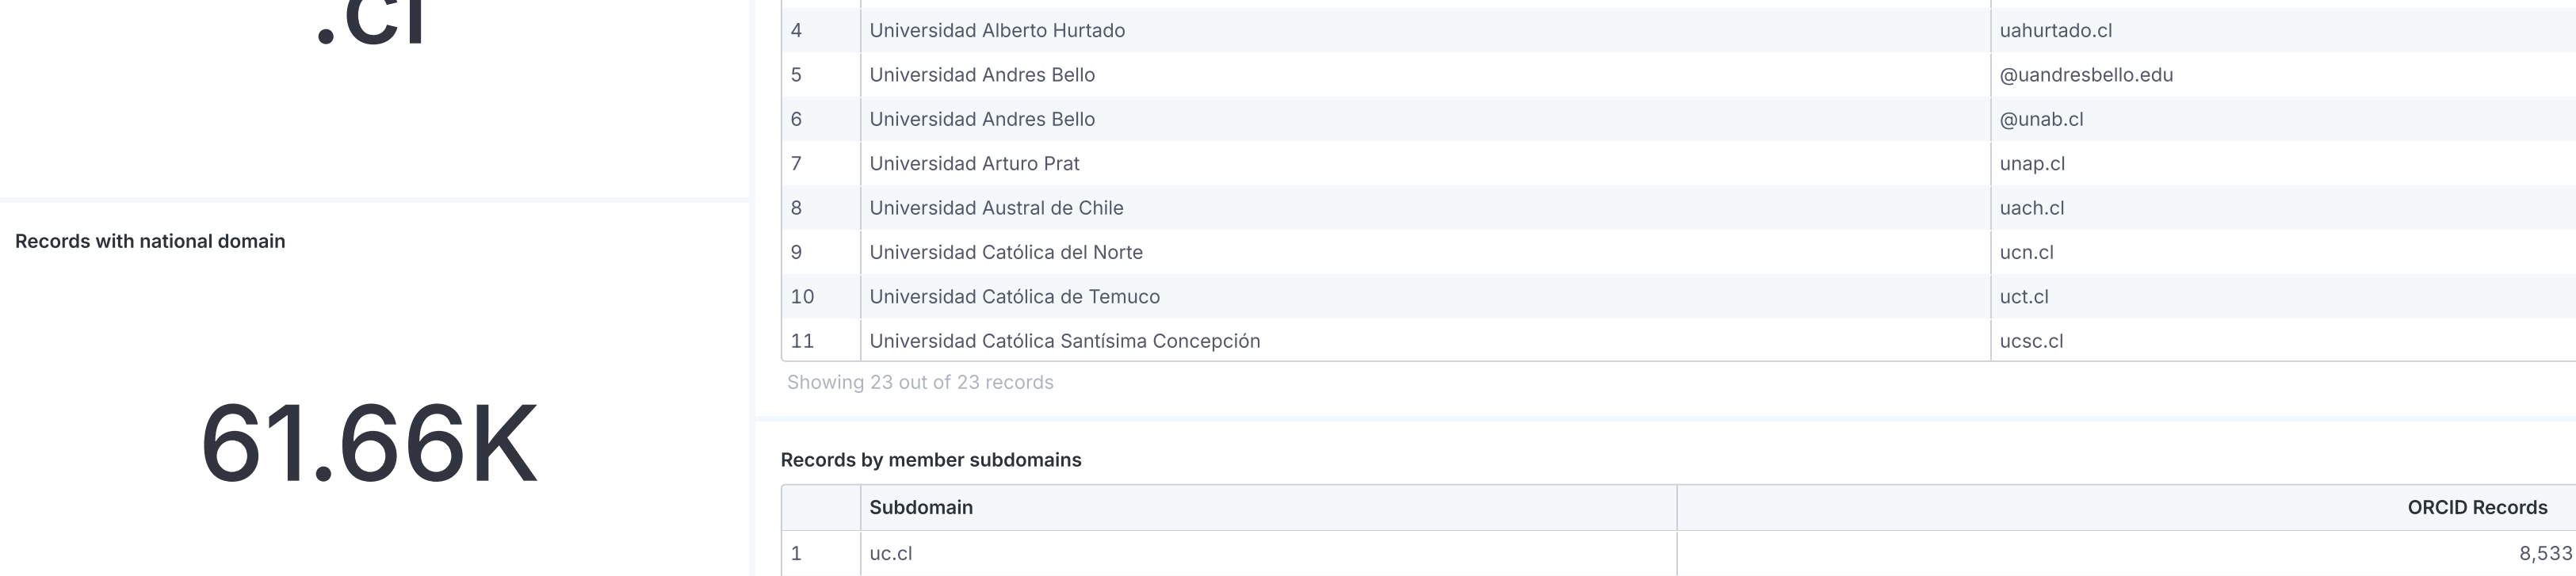 .cl
Records with national domain
61.66K
4 Universidad Alberto Hurtado uahurtado.cl
5 Universidad Andres Bello @uandresbello.edu
6 Universidad Andres Bello @unab.cl
7 Universidad Arturo Prat unap.cl
8 Universidad Austral de Chile uach.cl
9 Universidad Católica del Norte ucn.cl
10 Universidad Católica de Temuco uct.cl
11 Universidad Católica Santísima Concepción ucsc.cl
Showing 23 out of 23 records
Records by member subdomains
Subdomain ORCID Records
1 uc.cl 8,533